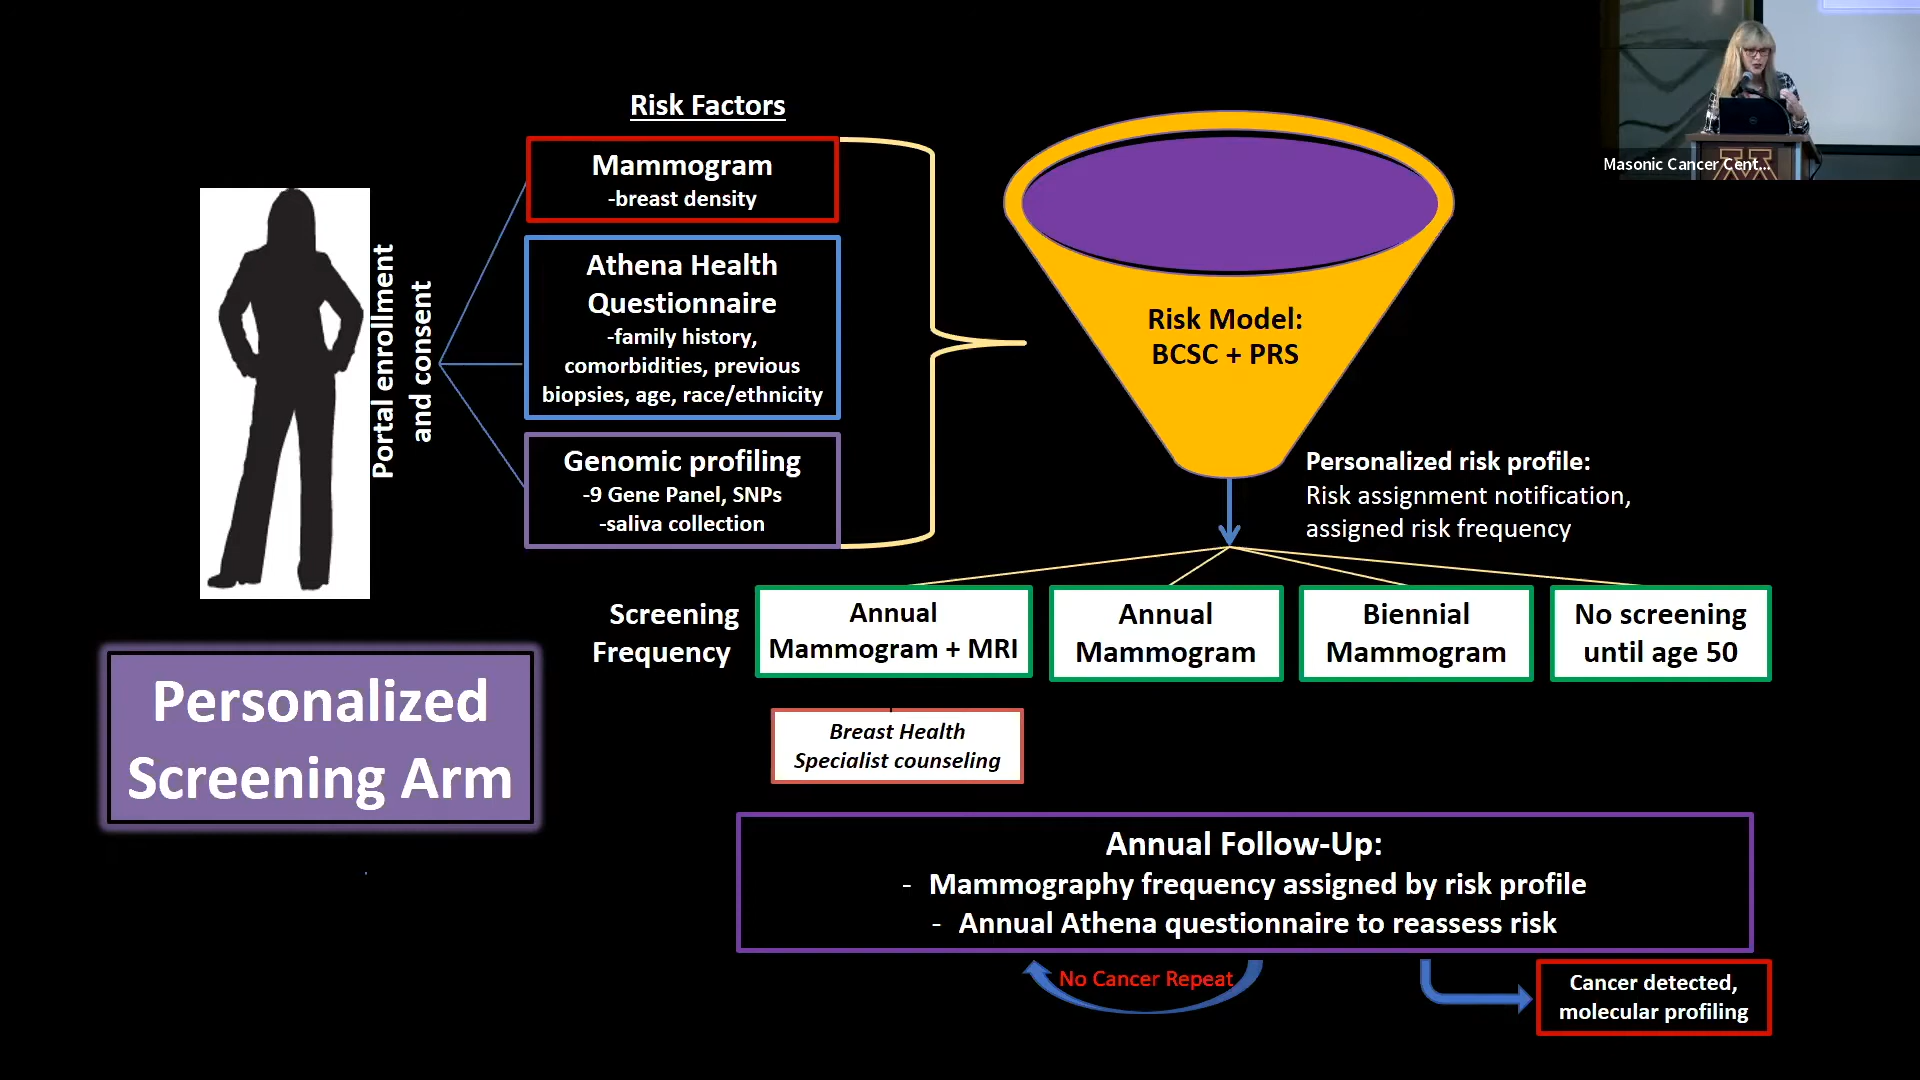 Risk Factors
Mammogram
-breast density
Portal enrollment
and consent
Athena Health
Questionnaire
-family history,
comorbidities, previous
biopsies, age, race/ethnicity
Genomic profiling
-9 Gene Panel, SNPs
-saliva collection
Risk Model:
BCSC + PRS
Masonic Cancer Cent...
Personalized risk profile:
Risk assignment notification,
assigned risk frequency
Screening
Frequency
Annual
Mammogram + MRI
Annual
Mammogram
Biennial
Mammogram
No screening
until age 50
Breast Health
Specialist counseling
Personalized
Screening Arm
Annual Follow-Up:
- Mammography frequency assigned by risk profile
- Annual Athena questionnaire to reassess risk
No Cancer Repeat
Cancer detected,
molecular profiling